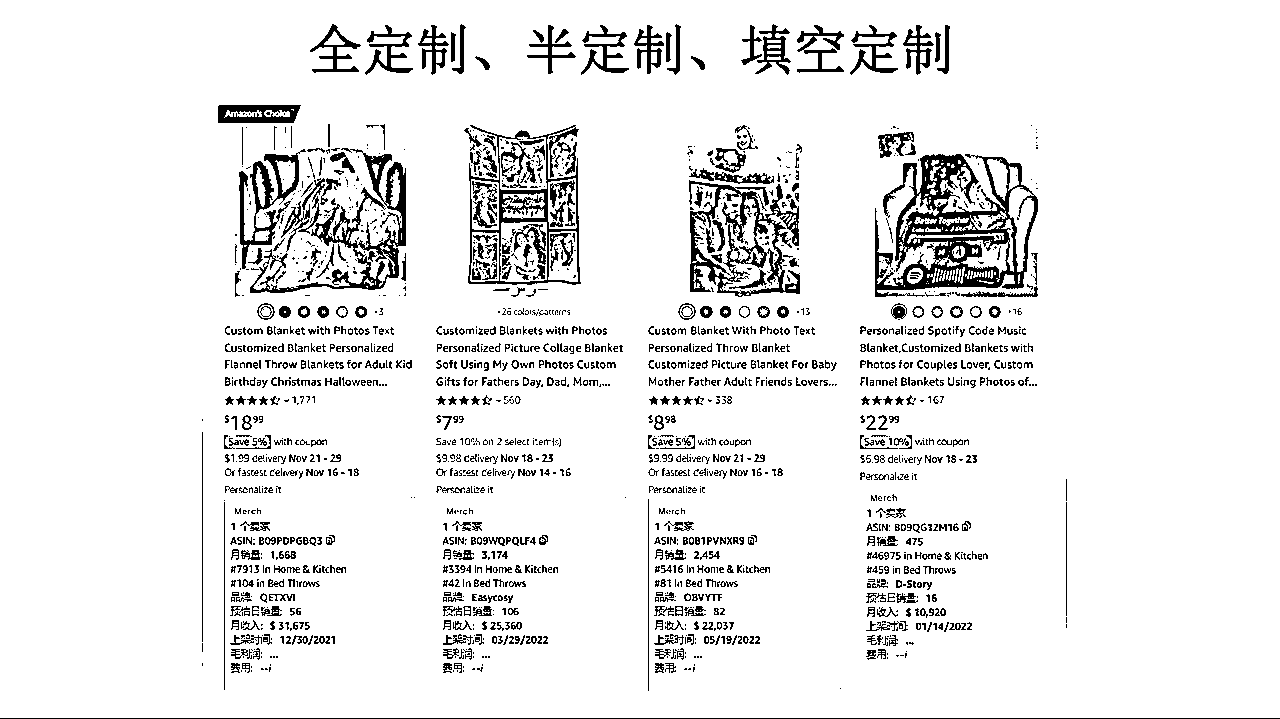 全定制、半定制、填空定制
Amazon's Choice
+3
Custom Blanket with Photos Text
Customized Blanket Personalized
Flannel Throw Blankets for Adult Kid
Birthday Christmas Halloween...
1,771
$18.99
Save 5% with coupon
$1.99 delivery Nov 21 - 29
Or fastest delivery Nov 16 - 18
Personalize it
Merch
1 个卖家
ASIN: B09PDPGBQ3
月销量: 1,668
#7913 in Home & Kitchen
#104 in Bed Throws
品牌: QETXVI
预估日销量: 56
月收入: $ 31,675
上架时间: 12/30/2021
毛利润: ...
费用: --i
+26 colors/patterns
Customized Blankets with Photos
Personalized Picture Collage Blanket
Soft Using My Own Photos Custom
Gifts for Fathers Day, Dad, Mom,...
560
$7.99
Save 10% on 2 select item(s)
$9.98 delivery Nov 18 - 23
Or fastest delivery Nov 14 - 16
Personalize it
Merch
1 个卖家
ASIN: B09WQPQLF4
月销量: 3,174
#3394 in Home & Kitchen
#42 in Bed Throws
品牌: Easycosy
预估日销量: 106
月收入: $ 25,360
上架时间: 03/29/2022
毛利润: ...
费用: --i
+13
Custom Blanket With Photo Text
Personalized Throw Blanket
Customized Picture Blanket For Baby
Mother Father Adult Friends Lovers...
338
$8.98
Save 5% with coupon
$9.99 delivery Nov 21 - 29
Or fastest delivery Nov 16 - 18
Personalize it
Merch
1 个卖家
ASIN: B0B1PVNXR9
月销量: 2,454
#5416 in Home & Kitchen
#81 in Bed Throws
品牌: OBVYTF
预估日销量: 82
月收入: $ 22,037
上架时间: 05/19/2022
毛利润: ...
费用: --i
Better Together
+16
Personalized Spotify Code Music
Blanket,Customized Blankets with
Photos for Couples Lover, Custom
Flannel Blankets Using Photos of...
167
$22.99
Save 10% with coupon
$6.98 delivery Nov 18 - 23
Personalize it
Merch
1 个卖家
ASIN: B09QG32M16
月销量: 475
#46975 in Home & Kitchen
#459 in Bed Throws
品牌: D-Story
预估日销量: 16
月收入: $ 10,920
上架时间: 01/14/2022
毛利润: ...
费用: --i